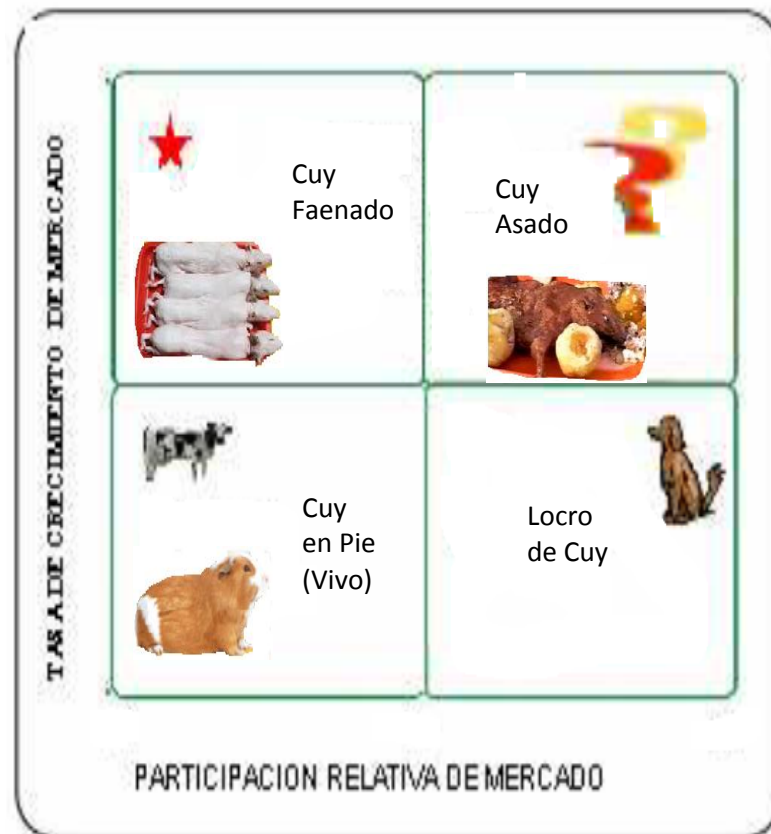 TASA DE CRECIMIENTO DE MERCADO
Cuy
Faenado
Cuy
Asado
Cuy
en Pie
(Vivo)
Locro
de Cuy
PARTICIPACION RELATIVA DE MERCADO